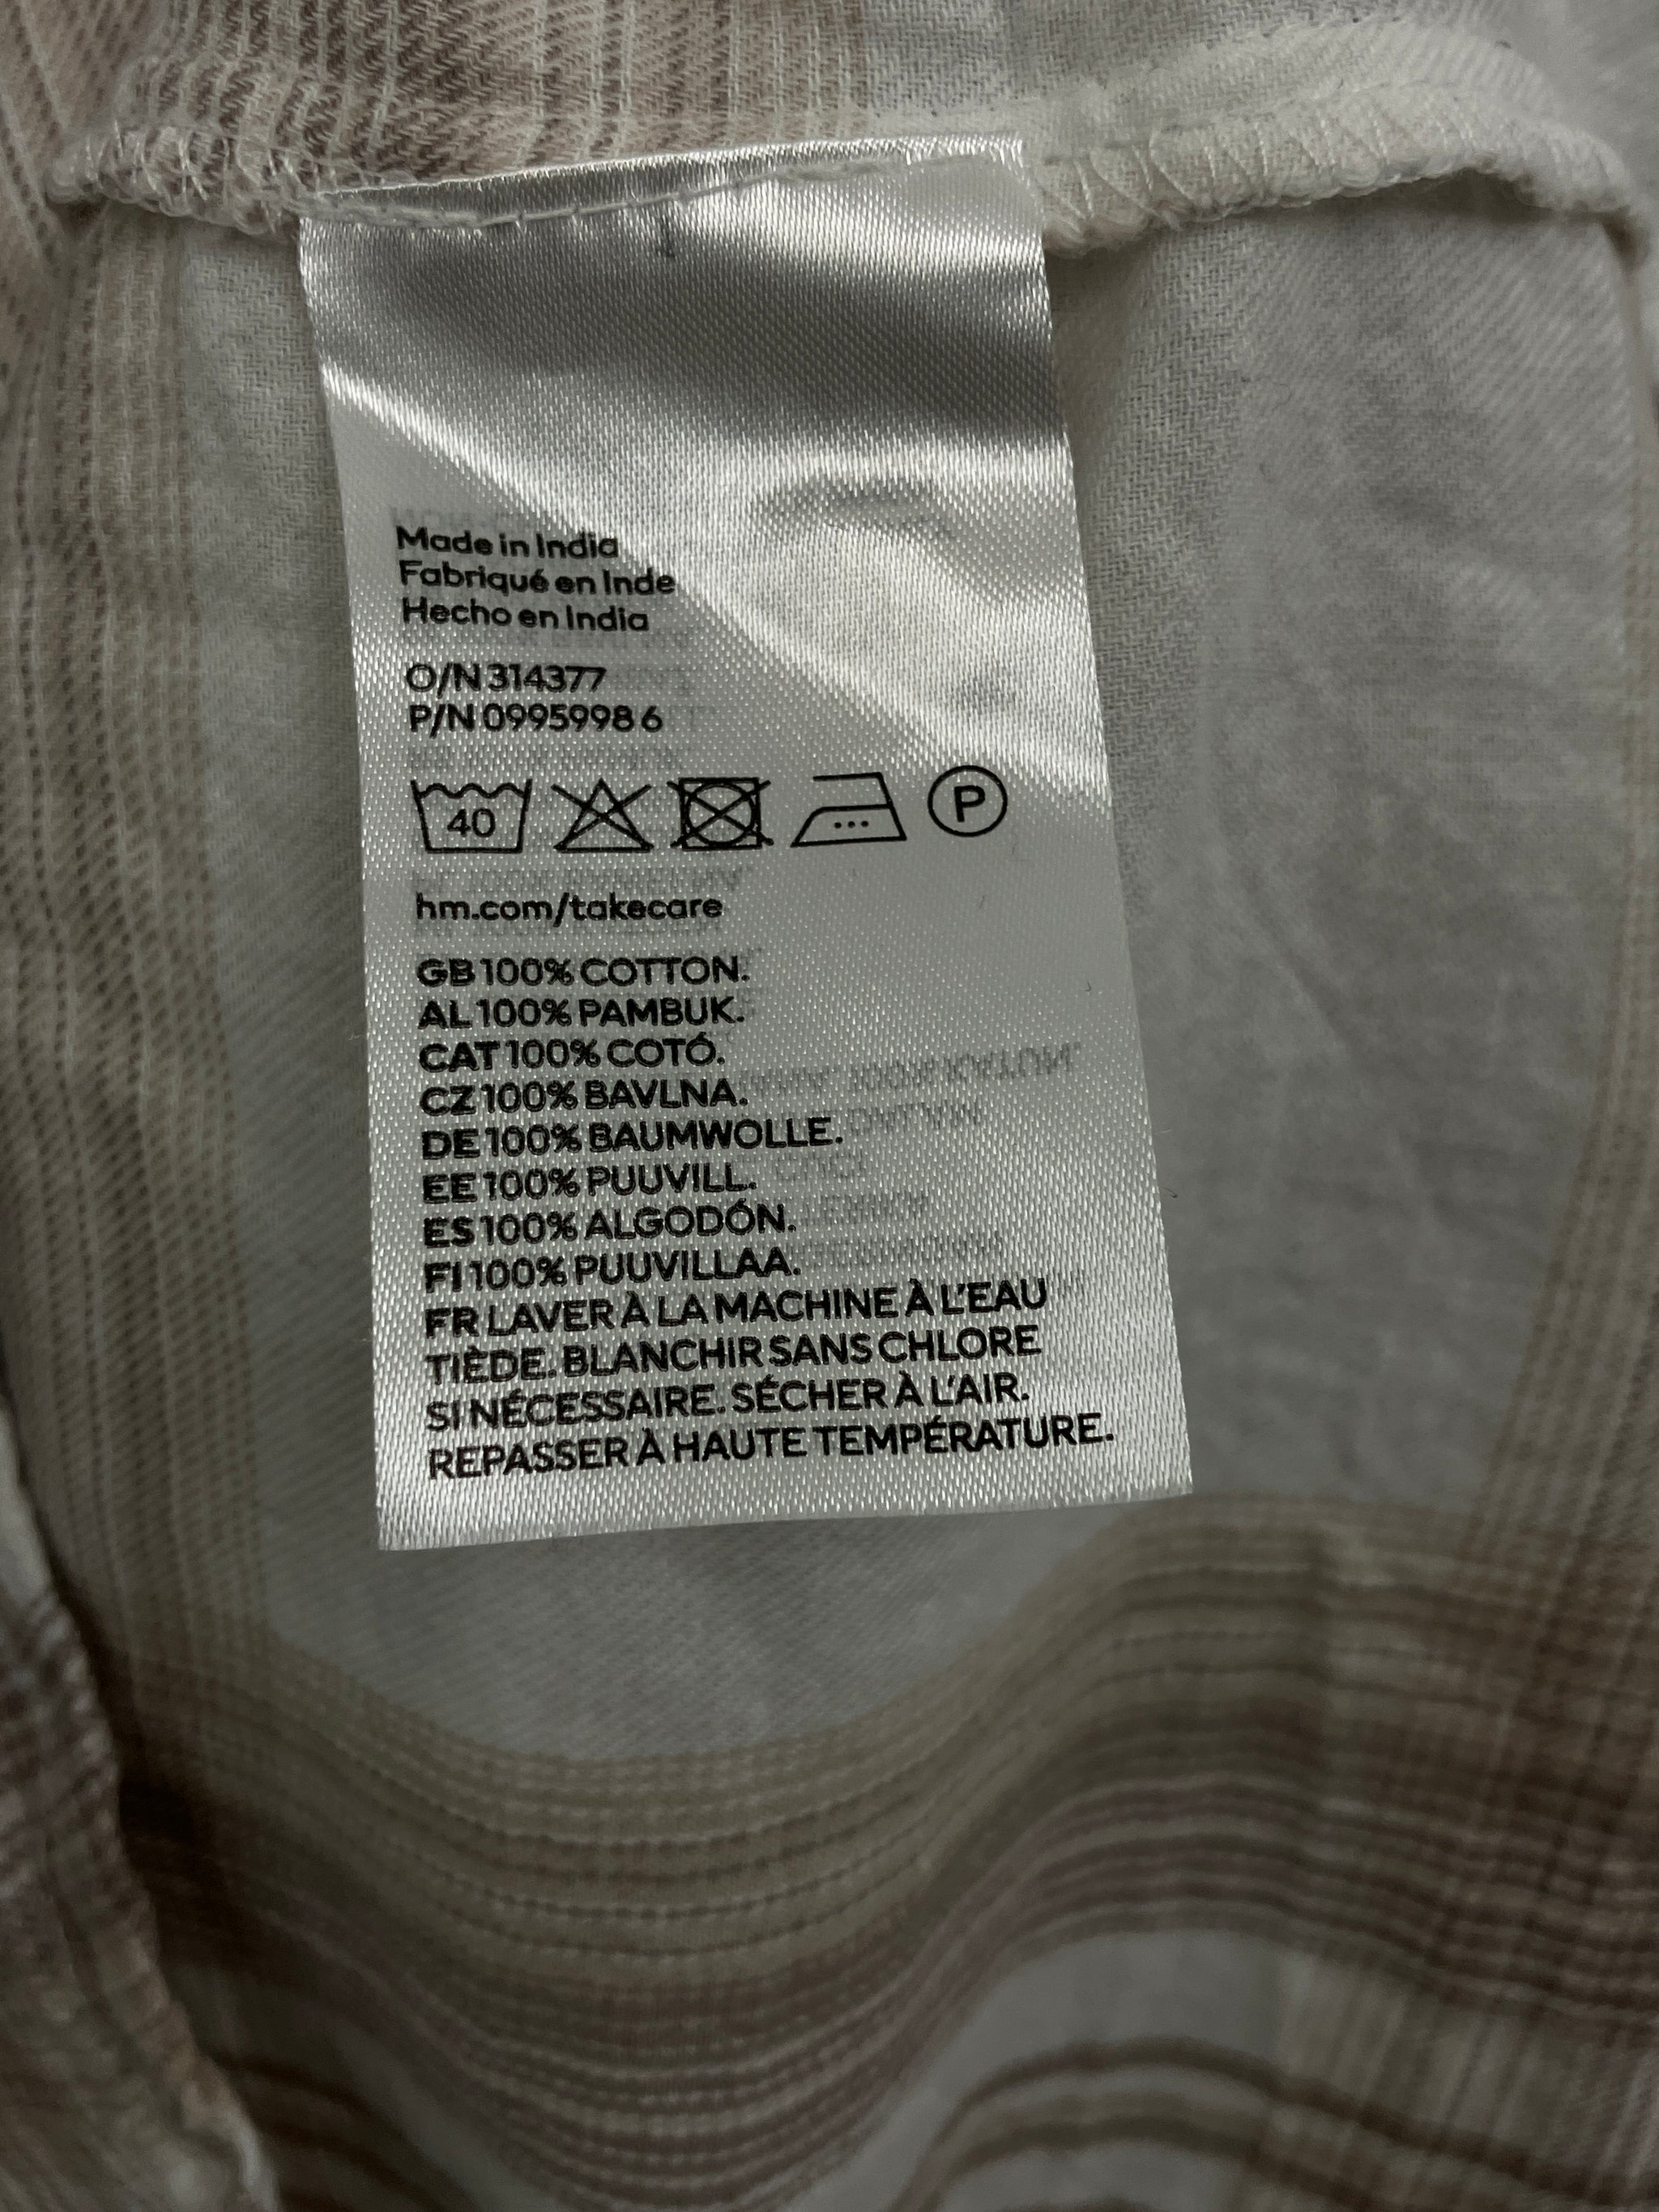 Made in India
Fabriqué en Inde
Hecho en India
O/N 314377
P/N 0995998 6
40
P
hm.com/takecare
GB 100% COTTON.
AL 100% PAMBUK.
CAT 100% COTÓ.
CZ 100% BAVLNA.
DE 100% BAUMWOLLE.
EE 100% PUUVILL.
ES 100% ALGODÓN.
FI 100% PUUVILLAA.
FR LAVER À LA MACHINE À L'EAU
TIÈDE. BLANCHIR SANS CHLORE
SI NÉCESSAIRE. SÉCHER À L'AIR.
REPASSER À HAUTE TEMPÉRATURE.